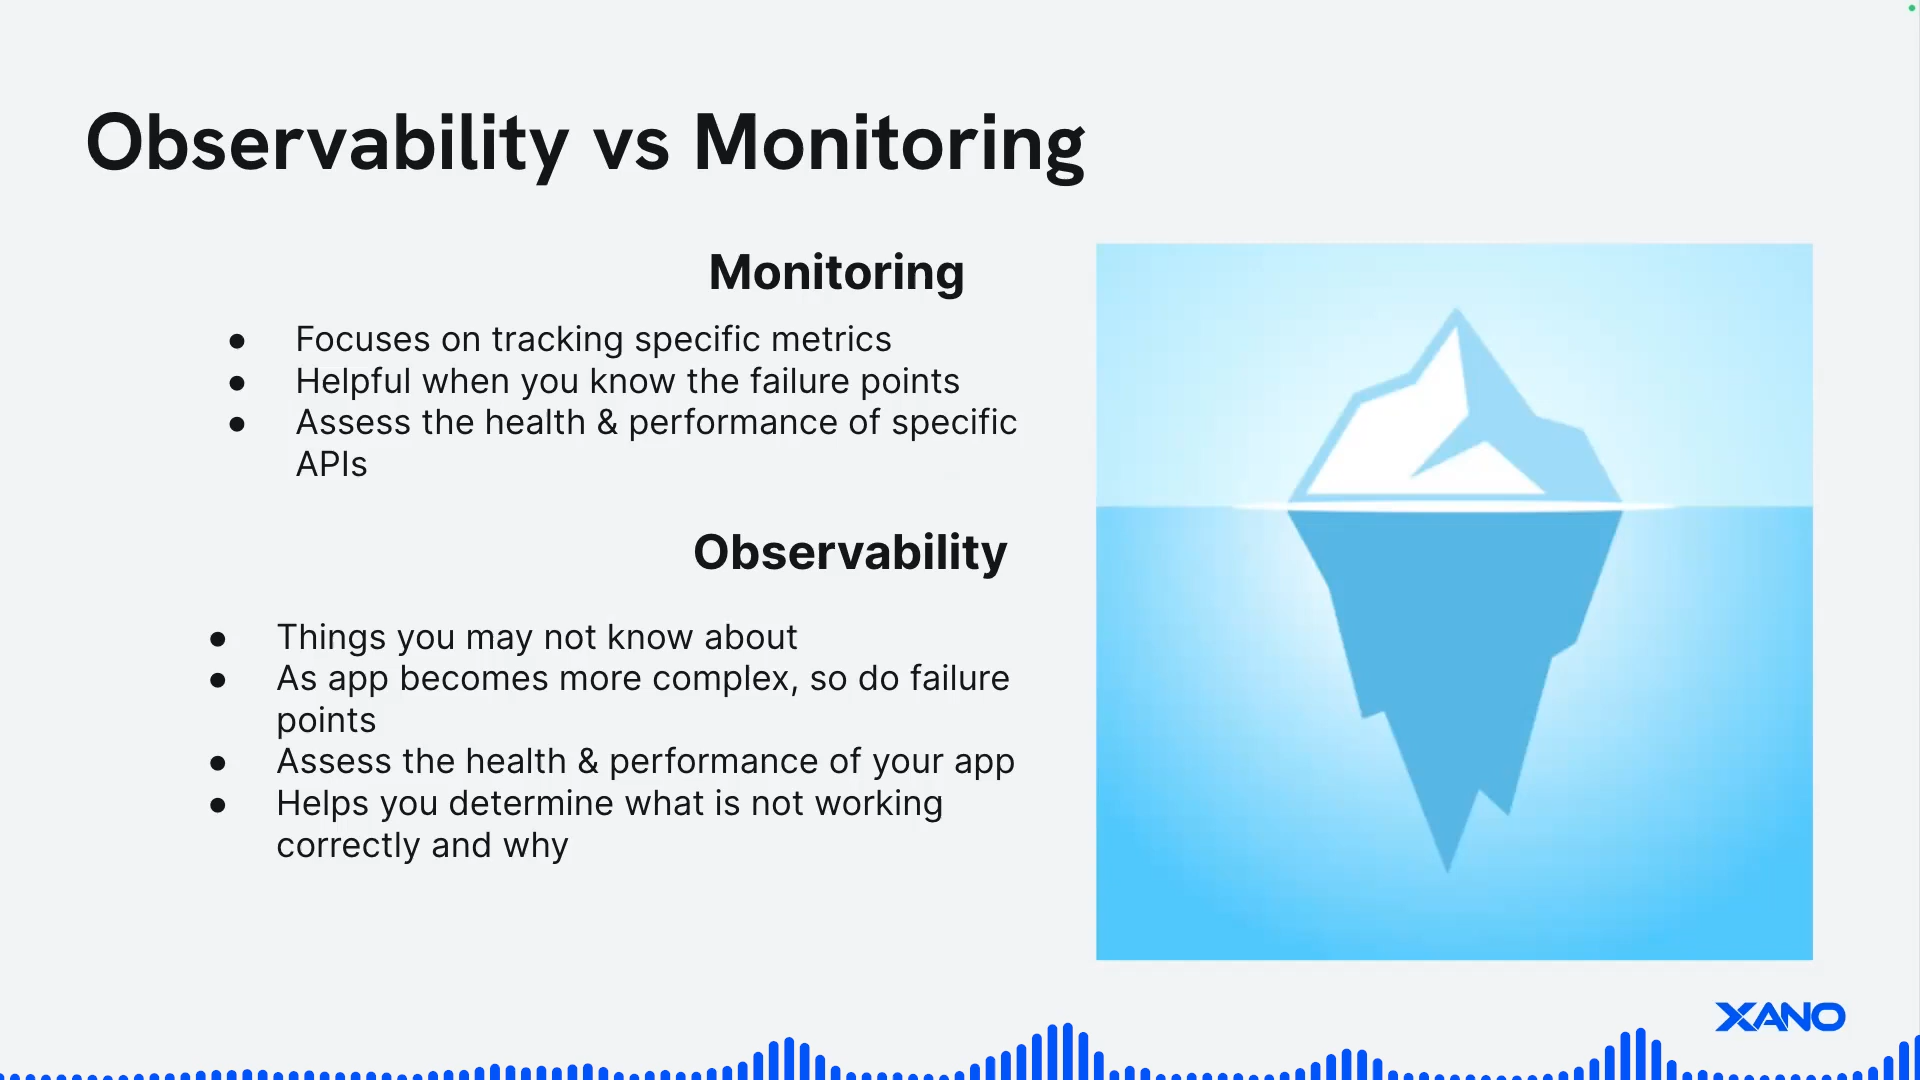 Observability vs Monitoring
Monitoring
● Focuses on tracking specific metrics
● Helpful when you know the failure points
● Assess the health & performance of specific
APIs
Observability
● Things you may not know about
● As app becomes more complex, so do failure
points
● Assess the health & performance of your app
● Helps you determine what is not working
correctly and why
XANO